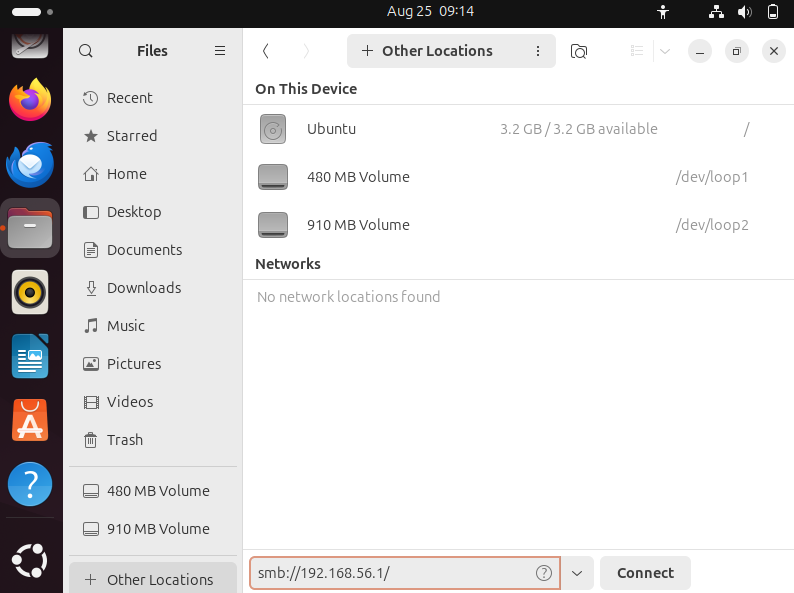 Aug 25 09:14
Files
Other Locations
Recent
Starred
Home
Desktop
Documents
Downloads
Music
Pictures
Videos
Trash
480 MB Volume
910 MB Volume
Other Locations
On This Device
Ubuntu 3.2 GB / 3.2 GB available /
480 MB Volume /dev/loop1
910 MB Volume /dev/loop2
Networks
No network locations found
smb://192.168.56.1/ ?
Connect